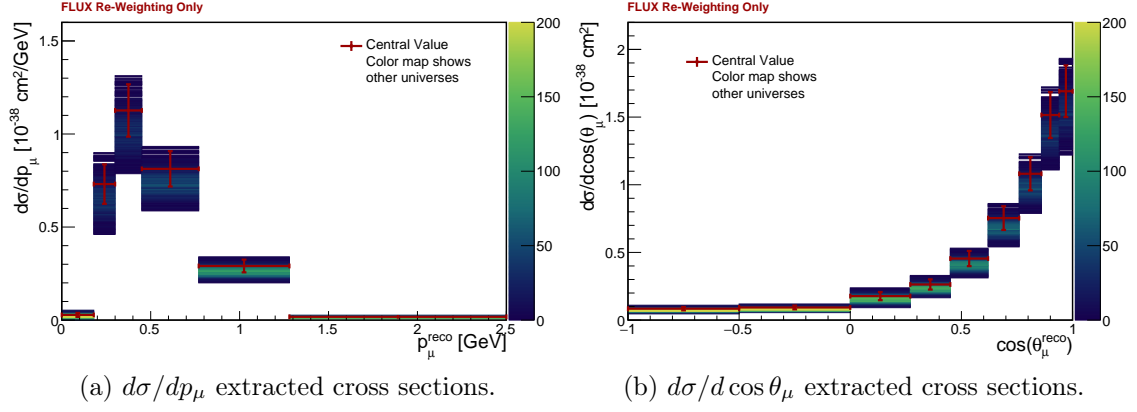 FLUX Re-Weighting Only
dσ/dp_μ [10^-38 cm^2/GeV]
1.5
1
0.5
0
Central Value
Color map shows
other universes
200
150
100
50
0
0 0.5 1 1.5 2 2.5
p_μ^reco [GeV]
(a) dσ/dp_μ extracted cross sections.
FLUX Re-Weighting Only
dσ/dcos(θ_μ) [10^-38 cm^2]
2
1.5
1
0.5
0
Central Value
Color map shows
other universes
200
150
100
50
0
−1 −0.5 0 0.5 1
cos(θ_μ^reco)
(b) dσ/d cos θ_μ extracted cross sections.